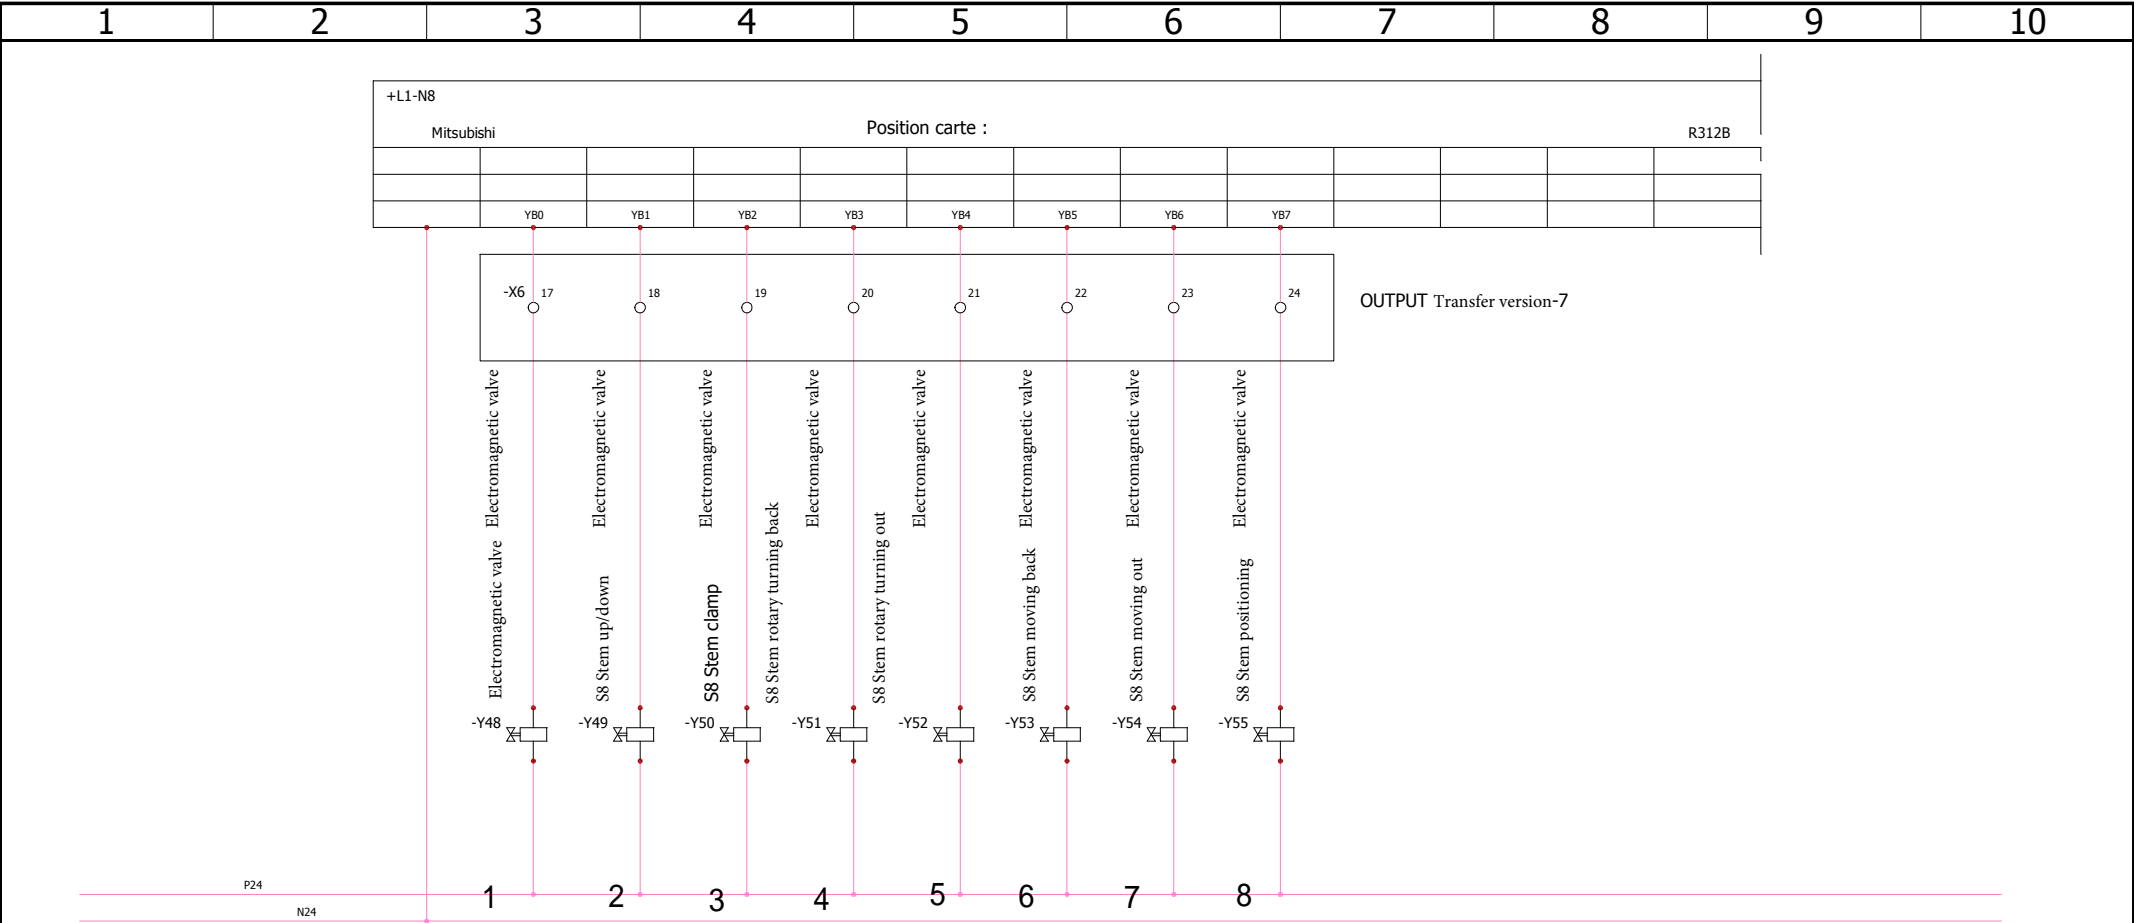 1 2 3 4 5 6 7 8 9 10
+L1-N8
Mitsubishi Position carte : R312B
YB0 YB1 YB2 YB3 YB4 YB5 YB6 YB7
-X6 17 18 19 20 21 22 23 24
OUTPUT Transfer version-7
Electromagnetic valve
Electromagnetic valve
Electromagnetic valve
S8 Stem up/down
Electromagnetic valve
S8 Stem clamp
Electromagnetic valve
S8 Stem rotary turning back
Electromagnetic valve
S8 Stem rotary turning out
Electromagnetic valve
S8 Stem moving back
Electromagnetic valve
S8 Stem moving out
Electromagnetic valve
S8 Stem positioning
Electromagnetic valve
-Y48 -Y49 -Y50 -Y51 -Y52 -Y53 -Y54 -Y55
P24
1 2 3 4 5 6 7 8
N24